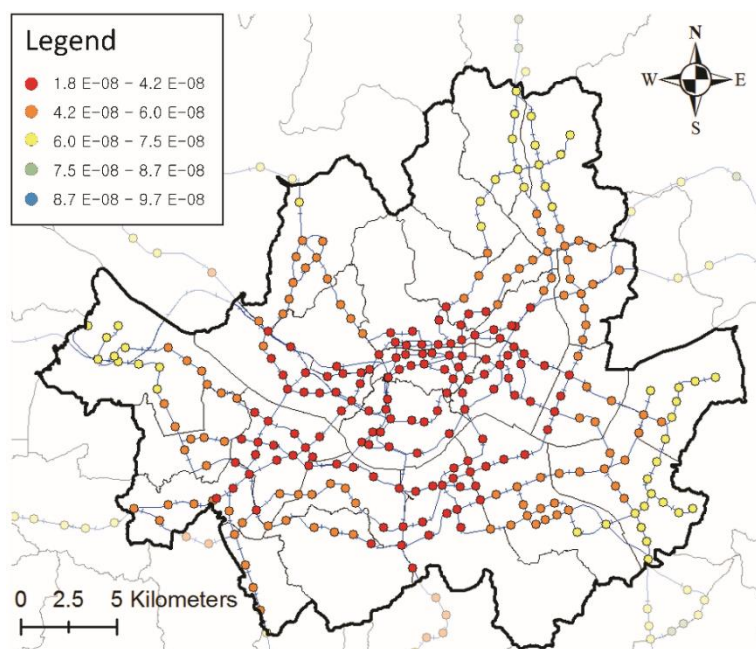 Legend
1.8 E-08 - 4.2 E-08
4.2 E-08 - 6.0 E-08
6.0 E-08 - 7.5 E-08
7.5 E-08 - 8.7 E-08
8.7 E-08 - 9.7 E-08
N
W E
S
0 2.5 5 Kilometers